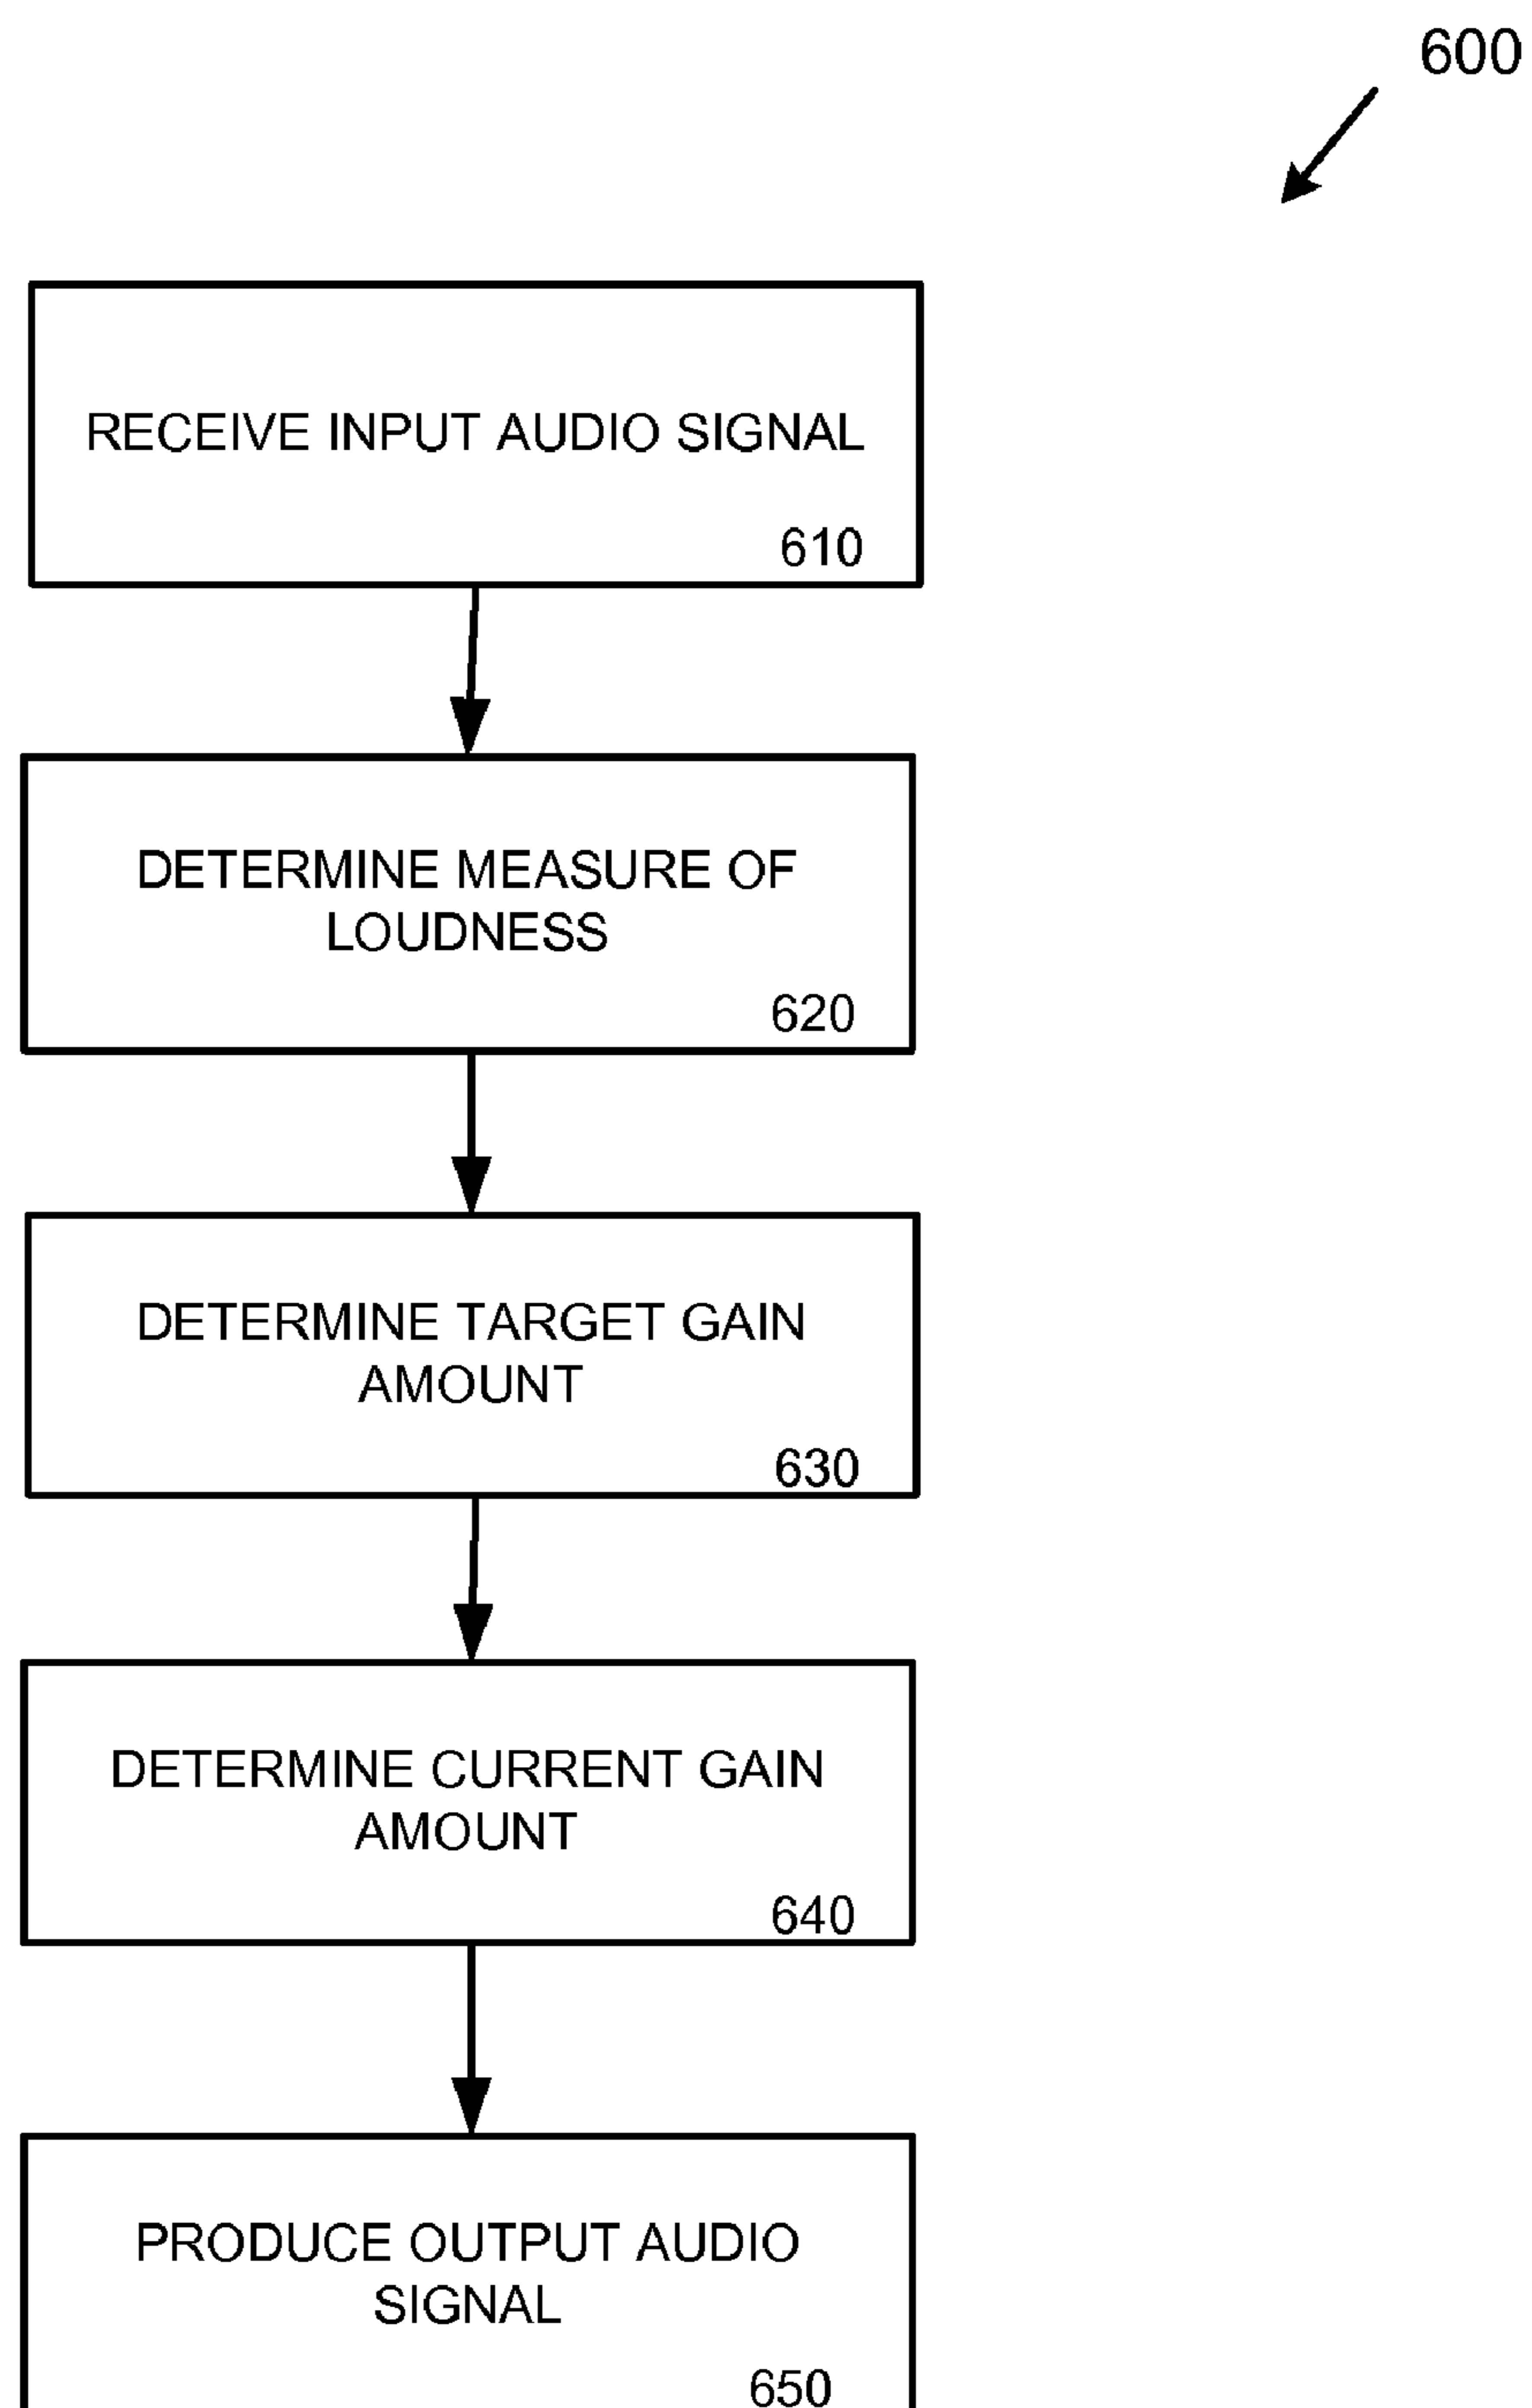 600
RECEIVE INPUT AUDIO SIGNAL
610
DETERMINE MEASURE OF
LOUDNESS
620
DETERMINE TARGET GAIN
AMOUNT
630
DETERMINE CURRENT GAIN
AMOUNT
640
PRODUCE OUTPUT AUDIO
SIGNAL
650